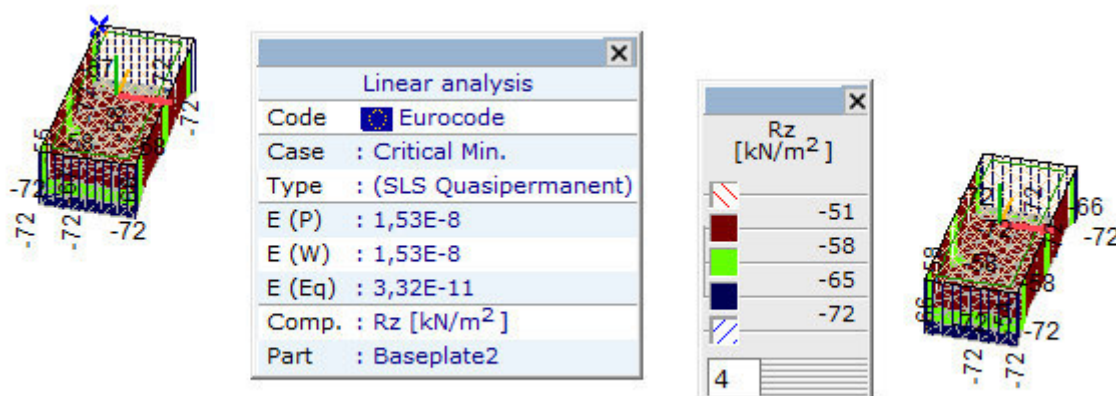 Linear analysis
Code Eurocode
Case : Critical Min.
Type : (SLS Quasipermanent)
E (P) : 1,53E-8
E (W) : 1,53E-8
E (Eq) : 3,32E-11
Comp. : Rz [kN/m²]
Part : Baseplate2
Rz
[kN/m²]
-51
-58
-65
-72
4
-72
-72
-72
-72
-72
-66
-72
-72
-72
-72